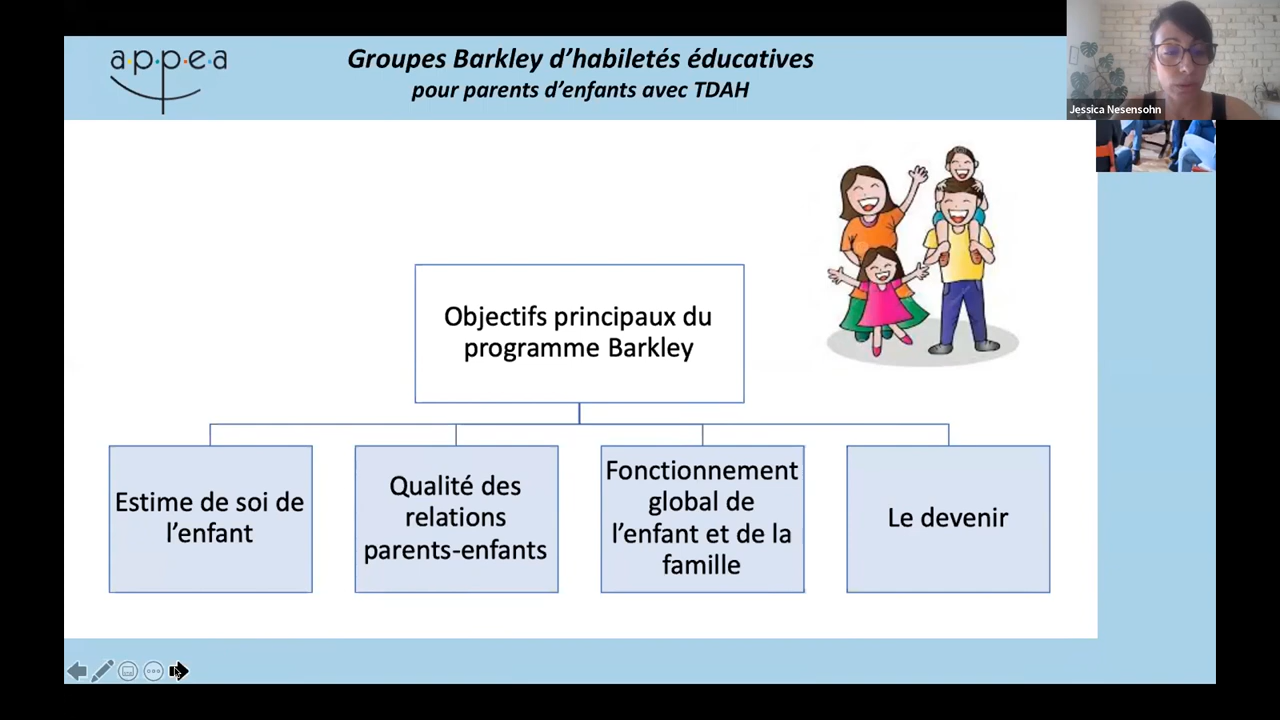 appea
Groupes Barkley d’habiletés éducatives
pour parents d’enfants avec TDAH
Jessica Nesensohn
Objectifs principaux du
programme Barkley
Estime de soi de
l’enfant
Qualité des
relations
parents-enfants
Fonctionnement
global de
l’enfant et de la
famille
Le devenir